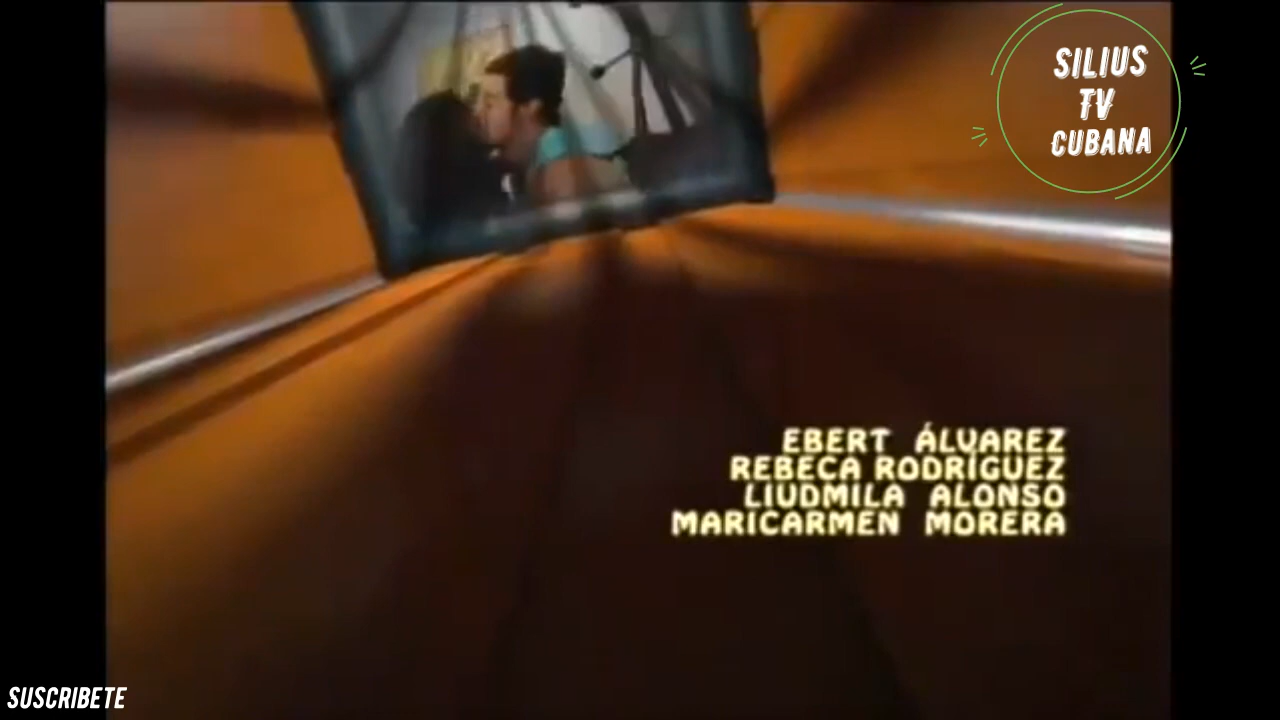 SILIUS
TV
CUBANA
EBERT ÁLVAREZ
REBECA RODRÍGUEZ
LIUDMILA ALONSO
MARICARMEN MORERA
SUSCRIBETE